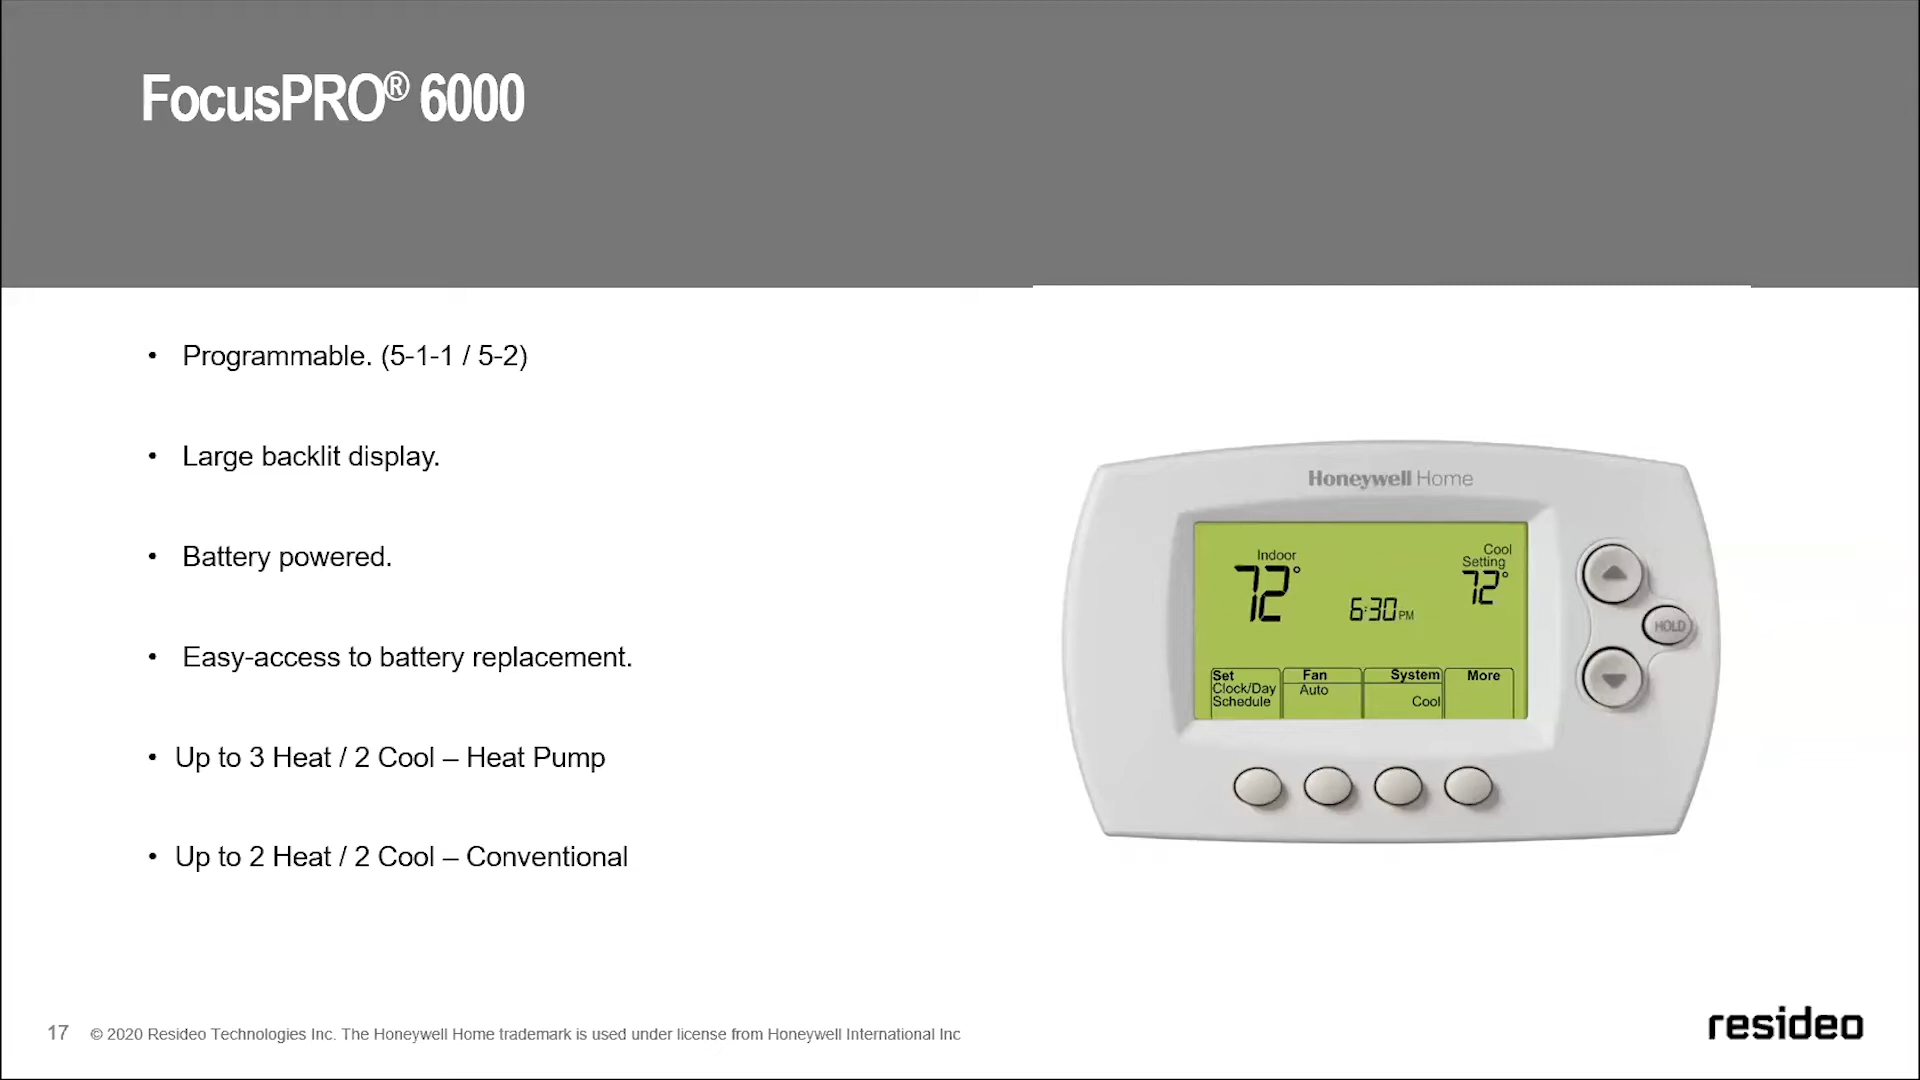 FocusPRO® 6000
• Programmable. (5-1-1 / 5-2)
• Large backlit display.
• Battery powered.
• Easy-access to battery replacement.
• Up to 3 Heat / 2 Cool – Heat Pump
• Up to 2 Heat / 2 Cool – Conventional
Honeywell Home
Indoor
72°
6:30 PM
Cool
Setting
72°
HOLD
Set
Clock/Day
Schedule
Fan
Auto
System
Cool
More
17 © 2020 Resideo Technologies Inc. The Honeywell Home trademark is used under license from Honeywell International Inc
resideo